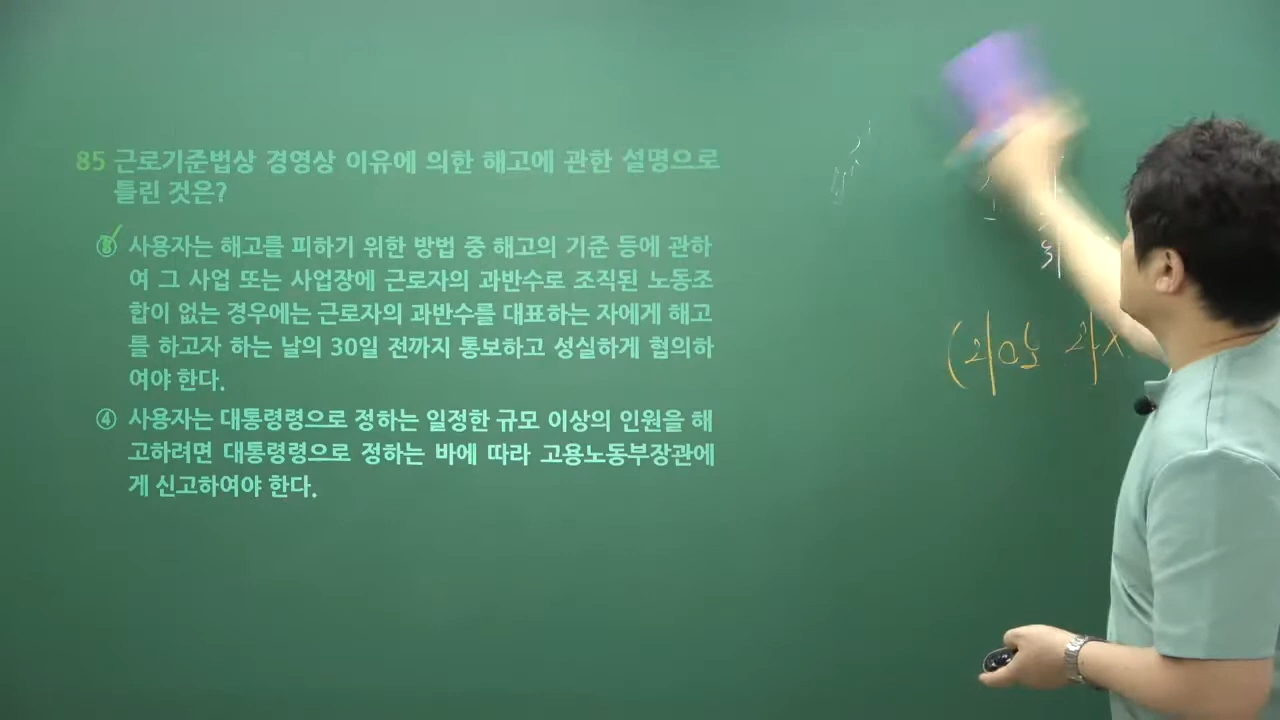 85 근로기준법상 경영상 이유에 의한 해고에 관한 설명으로
틀린 것은?
③ 사용자는 해고를 피하기 위한 방법 중 해고의 기준 등에 관하
여 그 사업 또는 사업장에 근로자의 과반수로 조직된 노동조
합이 없는 경우에는 근로자의 과반수를 대표하는 자에게 해고
를 하고자 하는 날의 30일 전까지 통보하고 성실하게 협의하
여야 한다.
④ 사용자는 대통령령으로 정하는 일정한 규모 이상의 인원을 해
고하려면 대통령령으로 정하는 바에 따라 고용노동부장관에
게 신고하여야 한다.